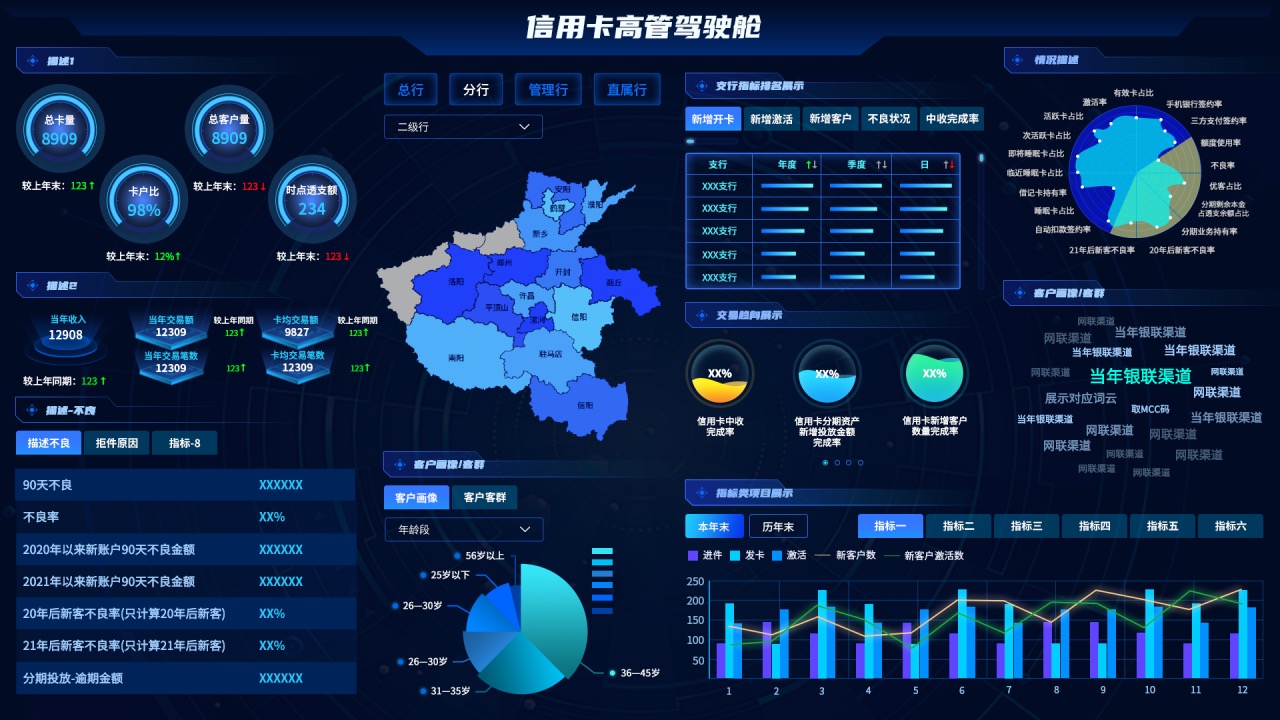 信用卡高管驾驶舱
描述1
总卡量
8909
较上年末：123↑
总客户量
8909
较上年末：123↓
卡户比
98%
较上年末：12%↑
时点透支额
234
较上年末：123↓
描述2
当年收入
12908
较上年同期：123↑
当年交易额
12309
较上年同期
123↑
卡均交易额
9827
较上年同期
123↑
当年交易笔数
12309
123↑
卡均交易笔数
12309
123↑
描述-不良
描述不良
拒件原因
指标-8
90天不良 XXXXXX
不良率 XX%
2020年以来新账户90天不良金额 XXXXXX
2021年以来新账户90天不良金额 XXXXXX
20年后新客不良率(只计算20年后新客) XX%
21年后新客不良率(只计算21年后新客) XX%
分期投放-逾期金额 XXXXXX
总行
分行
管理行
直属行
二级行
安阳
鹤壁
濮阳
新乡
郑州
开封
洛阳
商丘
许昌
平顶山
漯河
信阳
南阳
驻马店
信阳
客户画像/客群
客户画像
客户客群
年龄段
56岁以上
25岁以下
26—30岁
26—30岁
31—35岁
36—45岁
支行指标排名展示
新增开卡
新增激活
新增客户
不良状况
中收完成率
支行 年度 ↑↓ 季度 ↑↓ 日 ↑↓
XXX支行
XXX支行
XXX支行
XXX支行
XXX支行
交易趋向展示
XX%
信用卡中收
完成率
XX%
信用卡分期资产
新增投放金额
完成率
XX%
信用卡新增客户
数量完成率
指标类项目展示
本年末
历年末
指标一
指标二
指标三
指标四
指标五
指标六
进件 发卡 激活 新客户数 新客户激活数
250
200
150
100
50
1 2 3 4 5 6 7 8 9 10 11 12
情况描述
有效卡占比
手机银行签约率
三方支付签约率
额度使用率
不良率
优客占比
分期剩余本金
占透支余额占比
分期业务持有率
20年后新客不良率
21年后新客不良率
自动扣款签约率
睡眠卡占比
借记卡持有率
临近睡眠卡占比
即将睡眠卡占比
次活跃卡占比
活跃卡占比
激活率
客户画像/客群
网联渠道
网联渠道
当年银联渠道
当年银联渠道
当年银联渠道
网联渠道
当年银联渠道
网联渠道
展示对应词云
网联渠道
取MCC码
当年银联渠道
当年银联渠道
网联渠道
网联渠道
网联渠道
网联渠道
网联渠道
网联渠道
网联渠道